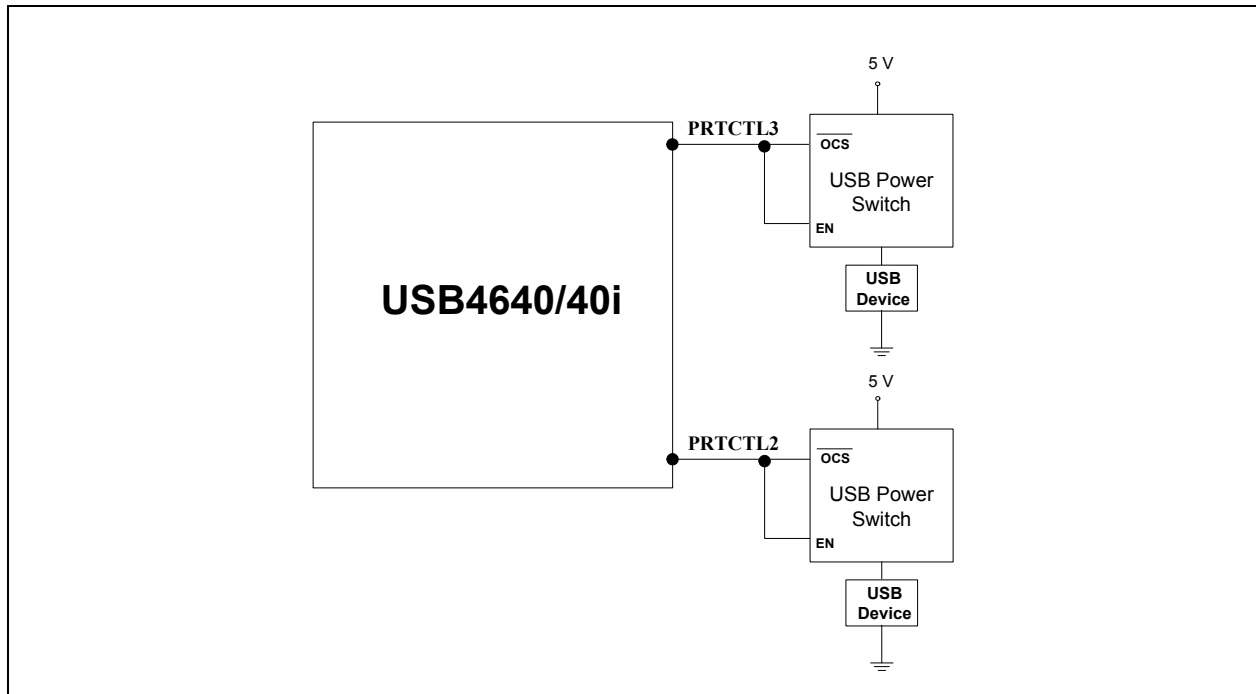 5 V
PRTCTL3
OCS
USB Power
Switch
EN
USB
Device
USB4640/40i
5 V
PRTCTL2
OCS
USB Power
Switch
EN
USB
Device